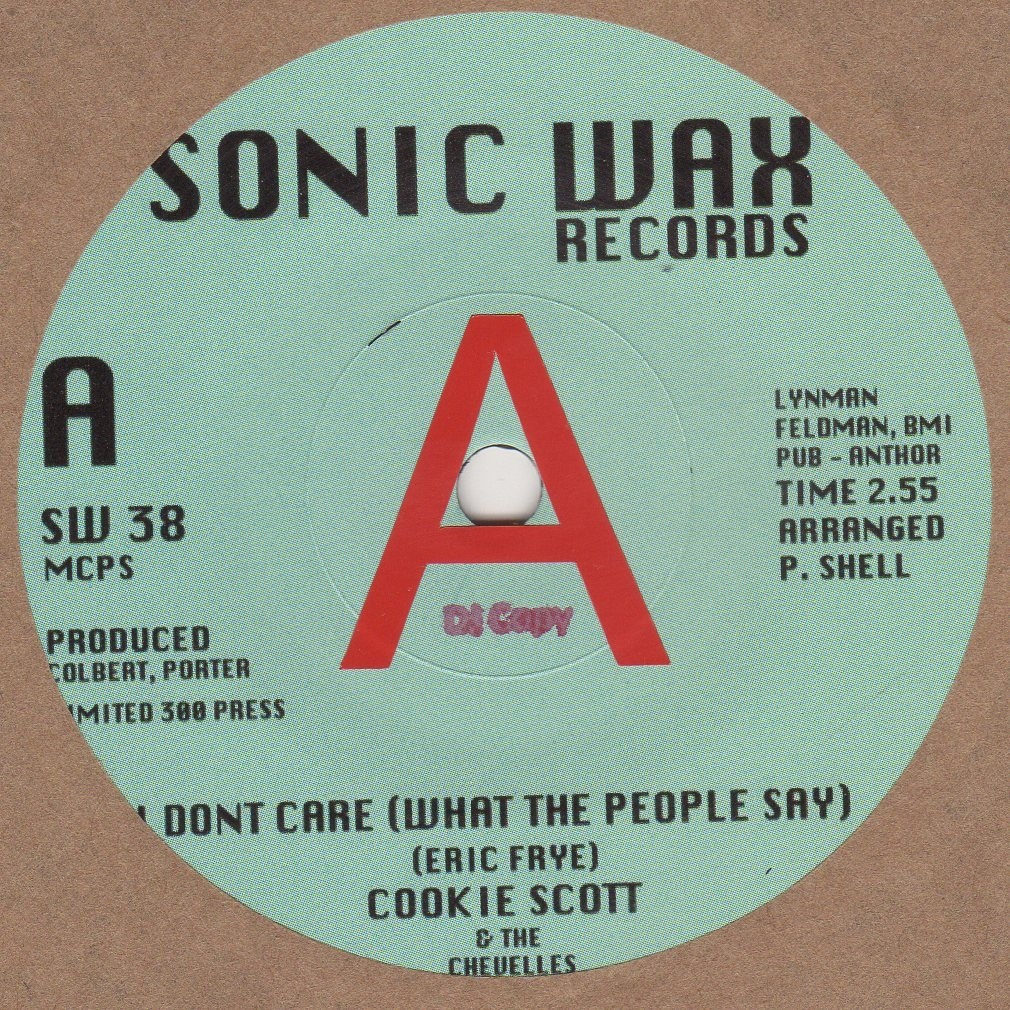 SONIC WAX
RECORDS
A
A
SW 38
MCPS
PRODUCED
COLBERT, PORTER
LIMITED 300 PRESS
LYNMAN
FELDMAN, BMI
PUB - ANTHOR
TIME 2.55
ARRANGED
P. SHELL
DJ Copy
I DONT CARE (WHAT THE PEOPLE SAY)
(ERIC FRYE)
COOKIE SCOTT
& THE
CHEVELLES